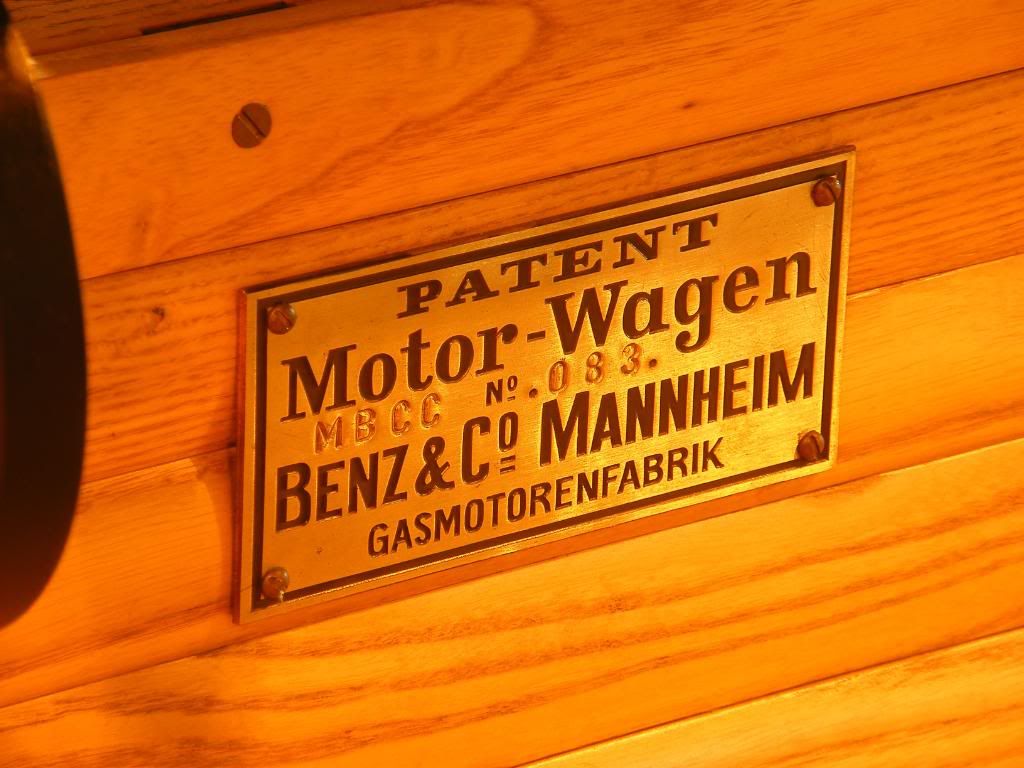 PATENT
Motor-Wagen
MBCC No .083.
BENZ & Co MANNHEIM
GASMOTORENFABRIK